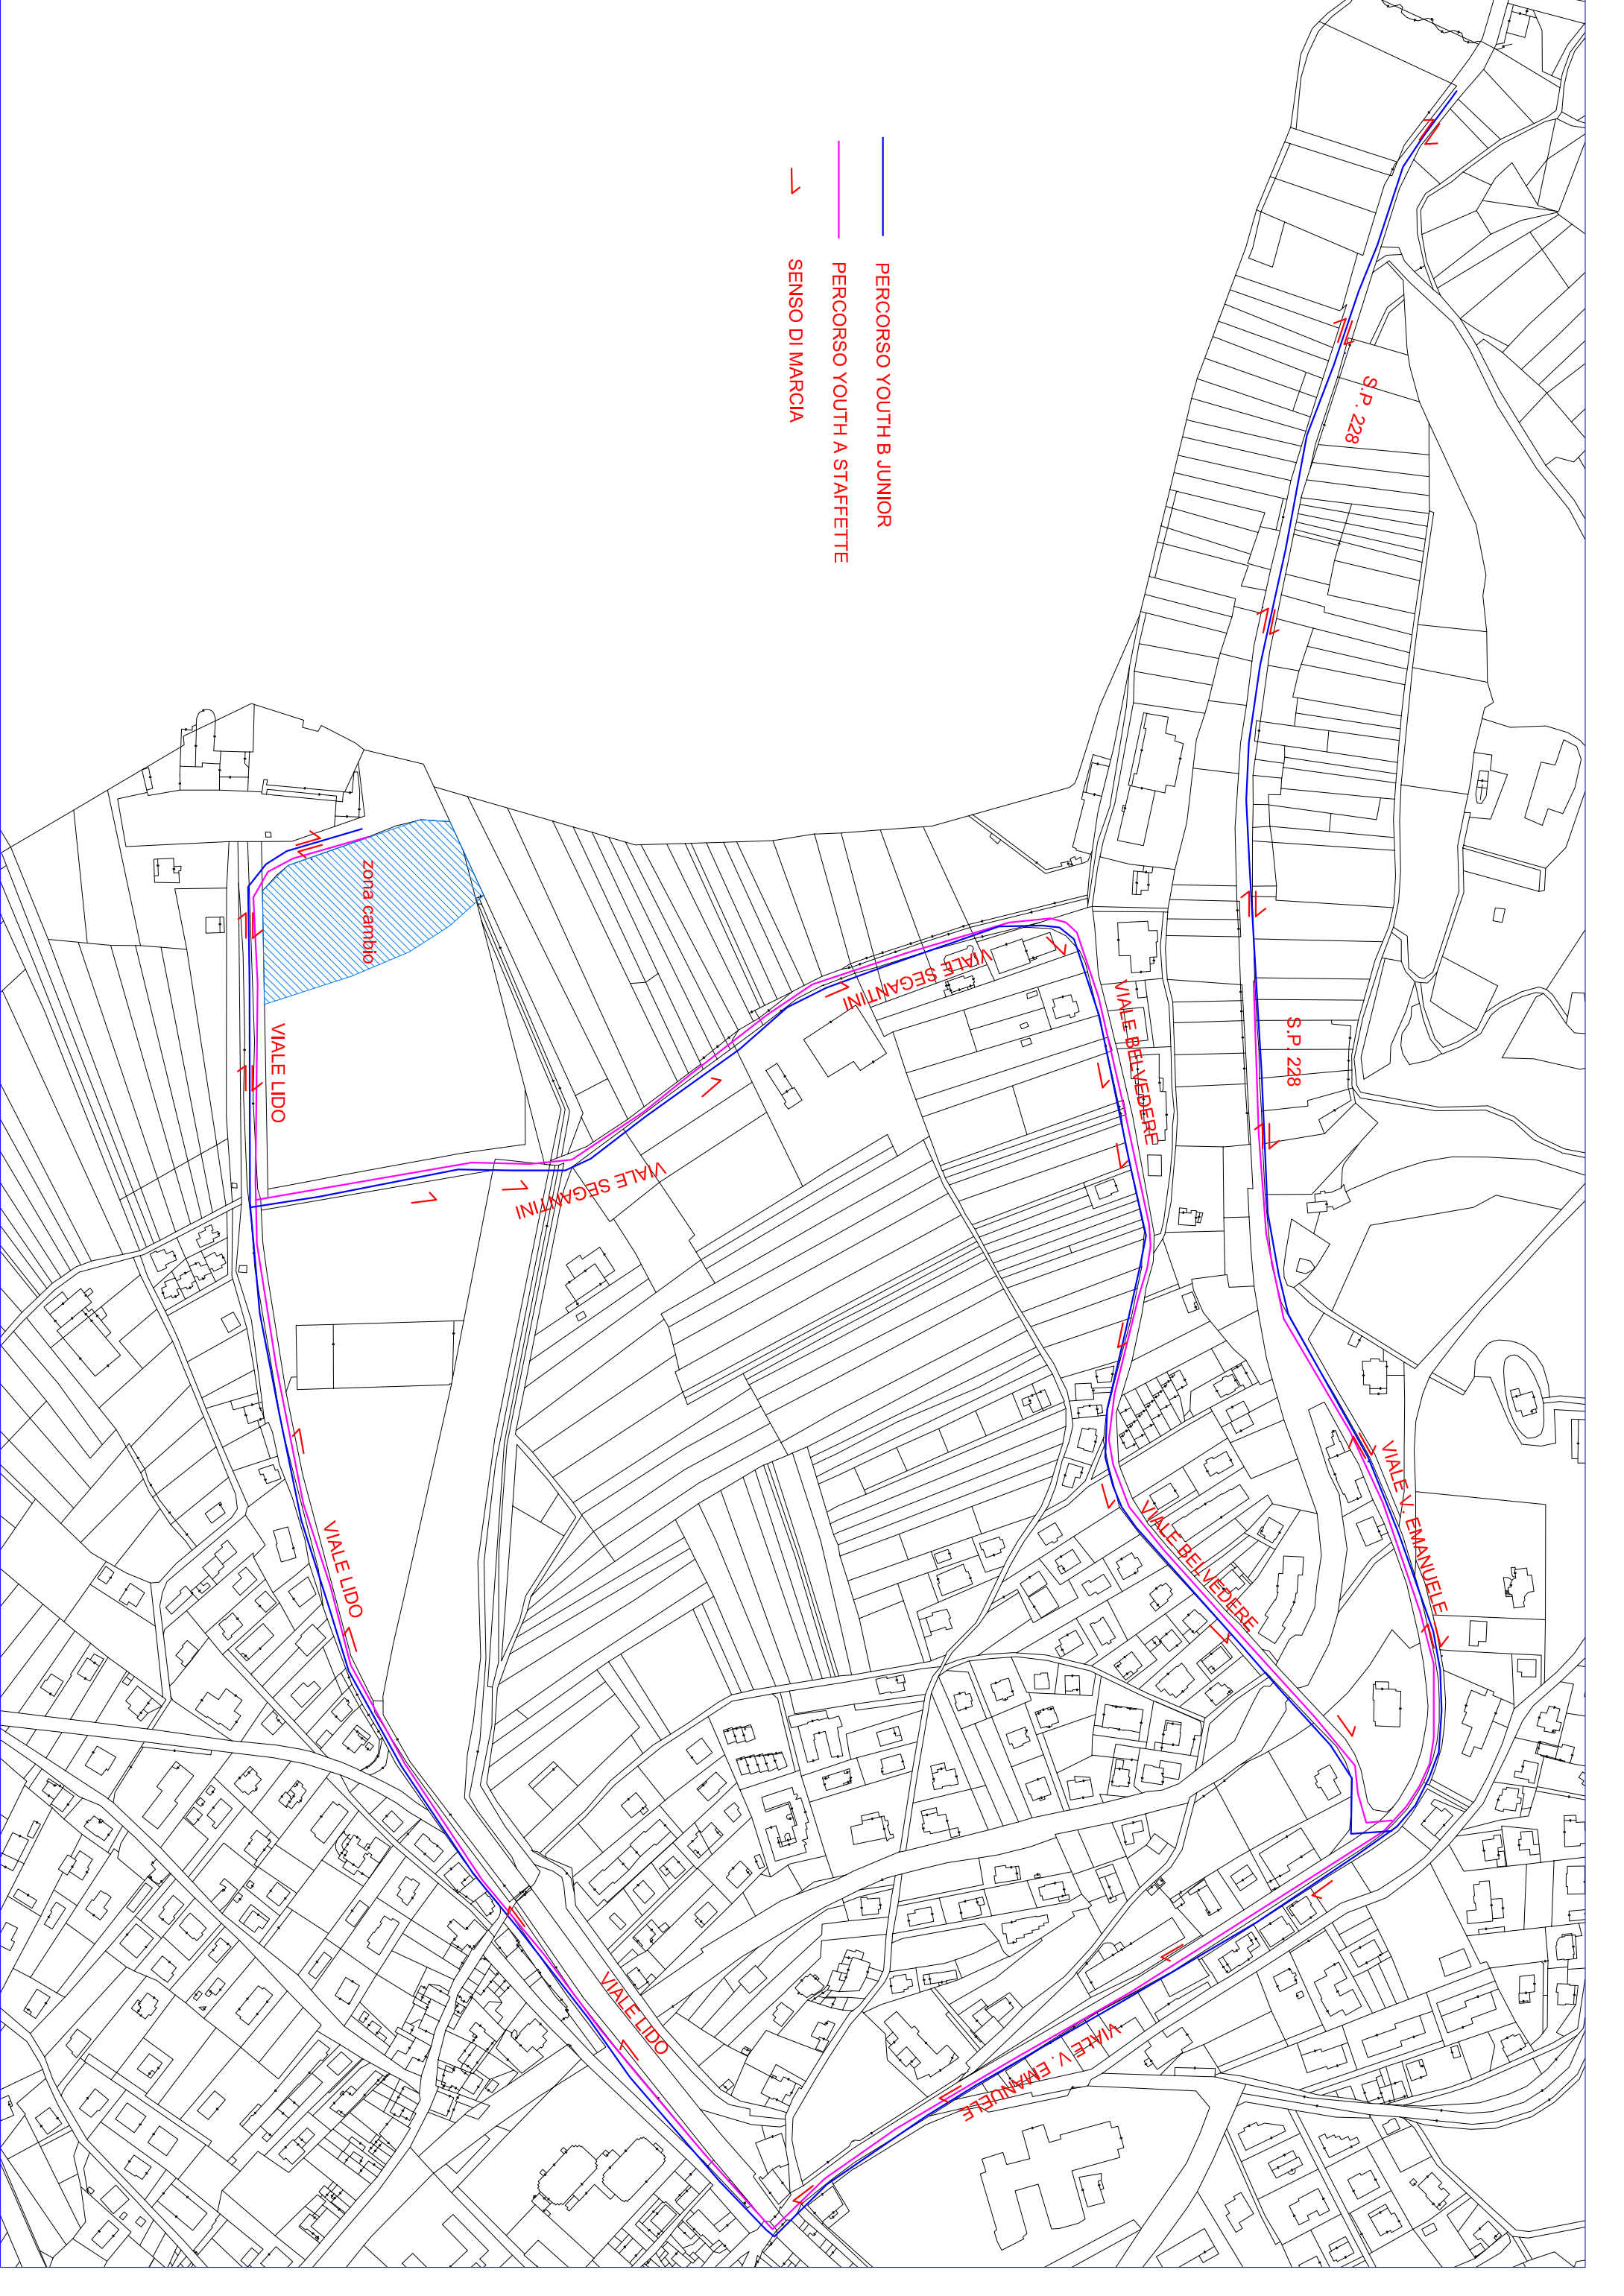 PERCORSO YOUTH B JUNIOR
PERCORSO YOUTH A STAFFETTE
SENSO DI MARCIA
S.P. 228
S.P. 228
VIALE V. EMANUELE
VIALE BELVEDERE
VIALE BELVEDERE
VIALE SEGANTINI
VIALE SEGANTINI
zona cambio
VIALE LIDO
VIALE LIDO
VIALE LIDO
VIALE V. EMANUELE